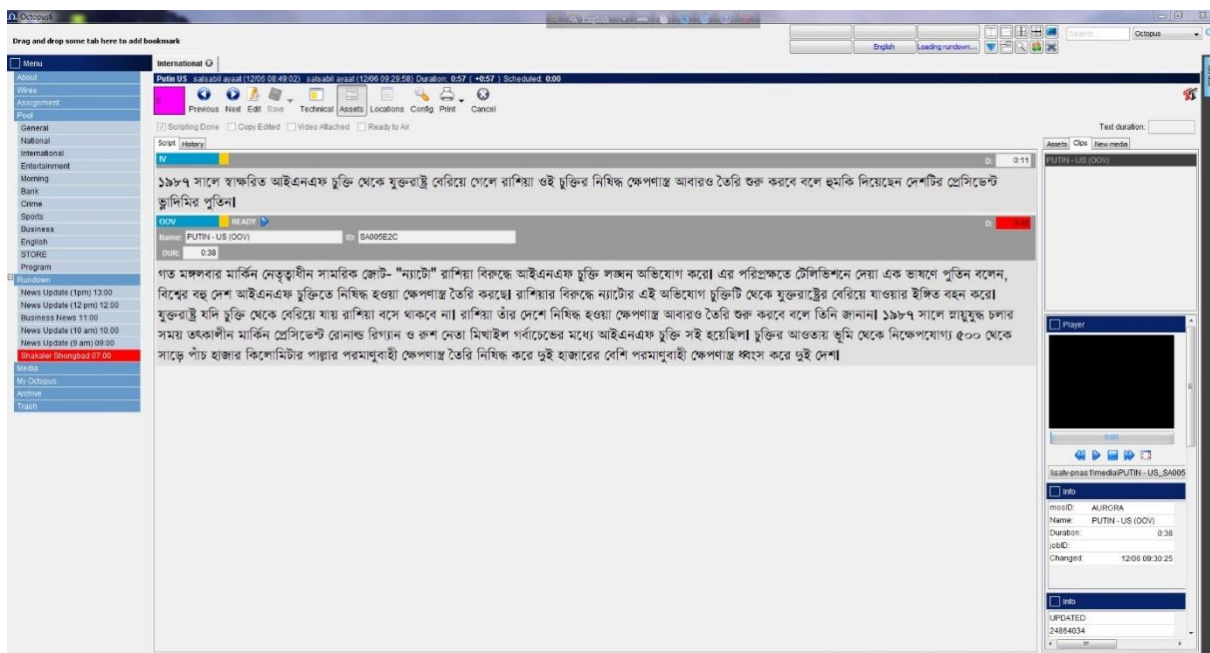 Octopus6
English
Drag and drop some tab here to add bookmark
English
Loading rundown...
Search
Octopus
Menu
About
Wires
Assignment
Pool
General
National
International
Entertainment
Morning
Bank
Crime
Sports
Business
English
STORE
Program
Rundown
News Update (1pm) 13:00
News Update (12 pm) 12:00
Business News 11:00
News Update (10 am) 10:00
News Update (9 am) 09:00
Shakaler Shongbad 07:00
Media
My Octopus
Archive
Trash
International
Putin US salsabil ayaat (12/06 08:49:02) salsabil ayaat (12/06 09:29:58) Duration: 0:57 ( +0:57 ) Scheduled: 0:00
Previous Next Edit Save Technical Assets Locations Config Print Cancel
Scripting Done Copy Edited Video Attached Ready to Air
Text duration:
Script History
IV D: 0:11
১৯৮৭ সালে স্বাক্ষরিত আইএনএফ চুক্তি থেকে যুক্তরাষ্ট্র বেরিয়ে গেলে রাশিয়া ওই চুক্তির নিষিদ্ধ ক্ষেপণাস্ত্র আবারও তৈরি শুরু করবে বলে হুমকি দিয়েছেন দেশটির প্রেসিডেন্ট
ভ্লাদিমির পুতিন।
OOV READY D:
Name: PUTIN - US (OOV) ID: SA005E2C
DUR: 0:38
গত মঙ্গলবার মার্কিন নেতৃত্বাধীন সামরিক জোট- "ন্যাটো" রাশিয়া বিরুদ্ধে আইএনএফ চুক্তি লঙ্ঘন অভিযোগ করে। এর পরিপ্রক্ষতে টেলিভিশনে দেয়া এক ভাষণে পুতিন বলেন,
বিশ্বের বহু দেশ আইএনএফ চুক্তিতে নিষিদ্ধ হওয়া ক্ষেপণাস্ত্র তৈরি করছে। রাশিয়ার বিরুদ্ধে ন্যাটোর এই অভিযোগ চুক্তিটি থেকে যুক্তরাষ্ট্রের বেরিয়ে যাওয়ার ইঙ্গিত বহন করে।
যুক্তরাষ্ট্র যদি চুক্তি থেকে বেরিয়ে যায় রাশিয়া বসে থাকবে না। রাশিয়া তাঁর দেশে নিষিদ্ধ হওয়া ক্ষেপণাস্ত্র আবারও তৈরি শুরু করবে বলে তিনি জানান। ১৯৮৭ সালে স্নায়ুযুদ্ধ চলার
সময় তৎকালীন মার্কিন প্রেসিডেন্ট রোনাল্ড রিগ্যান ও রুশ নেতা মিখাইল গর্বাচেভের মধ্যে আইএনএফ চুক্তি সই হয়েছিল। চুক্তির আওতায় ভূমি থেকে নিক্ষেপযোগ্য ৫০০ থেকে
সাড়ে পাঁচ হাজার কিলোমিটার পাল্লার পরমাণুবাহী ক্ষেপণাস্ত্র তৈরি নিষিদ্ধ করে দুই হাজারের বেশি পরমাণুবাহী ক্ষেপণাস্ত্র ধ্বংস করে দুই দেশ।
Assets Clips New media
PUTIN - US (OOV)
Player
0:00
PUTIN - US_SA005
Info
mosID: AURORA
Name: PUTIN - US (OOV)
Duration: 0:38
jobID:
Changed: 12/06 09:30:25
Info
UPDATED
24864034